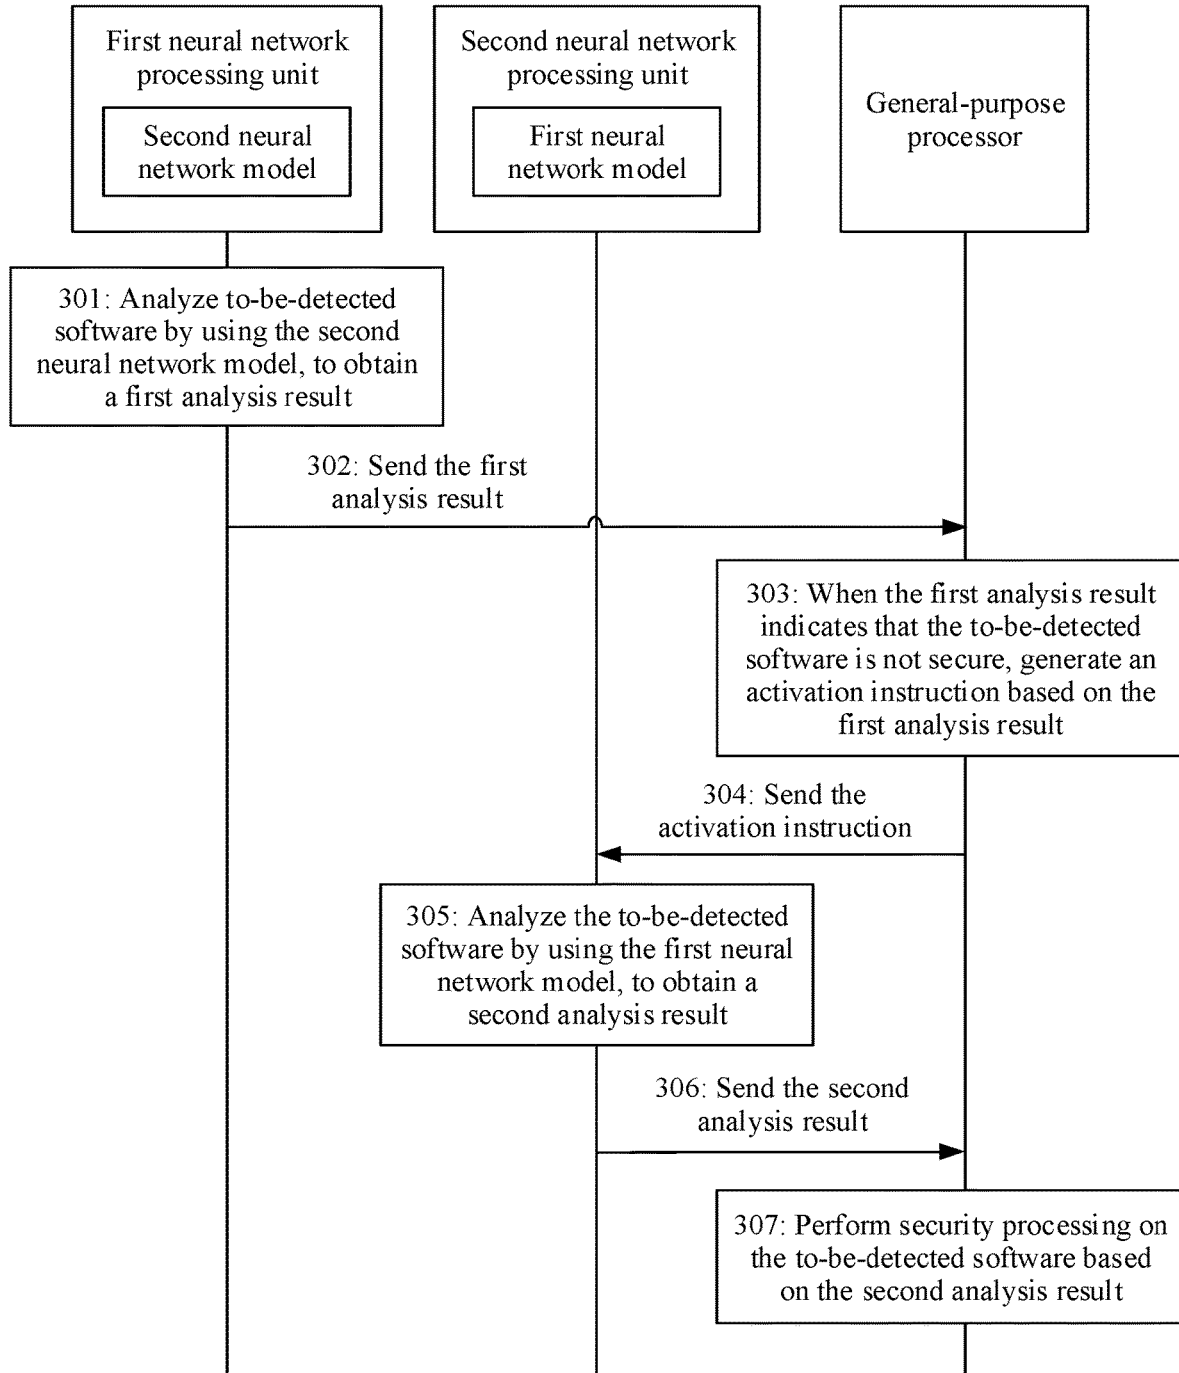 First neural network
processing unit
Second neural
network model
Second neural network
processing unit
First neural
network model
General-purpose
processor
301: Analyze to-be-detected
software by using the second
neural network model, to obtain
a first analysis result
302: Send the first
analysis result
303: When the first analysis result
indicates that the to-be-detected
software is not secure, generate an
activation instruction based on the
first analysis result
304: Send the
activation instruction
305: Analyze the to-be-detected
software by using the first neural
network model, to obtain a
second analysis result
306: Send the second
analysis result
307: Perform security processing on
the to-be-detected software based
on the second analysis result